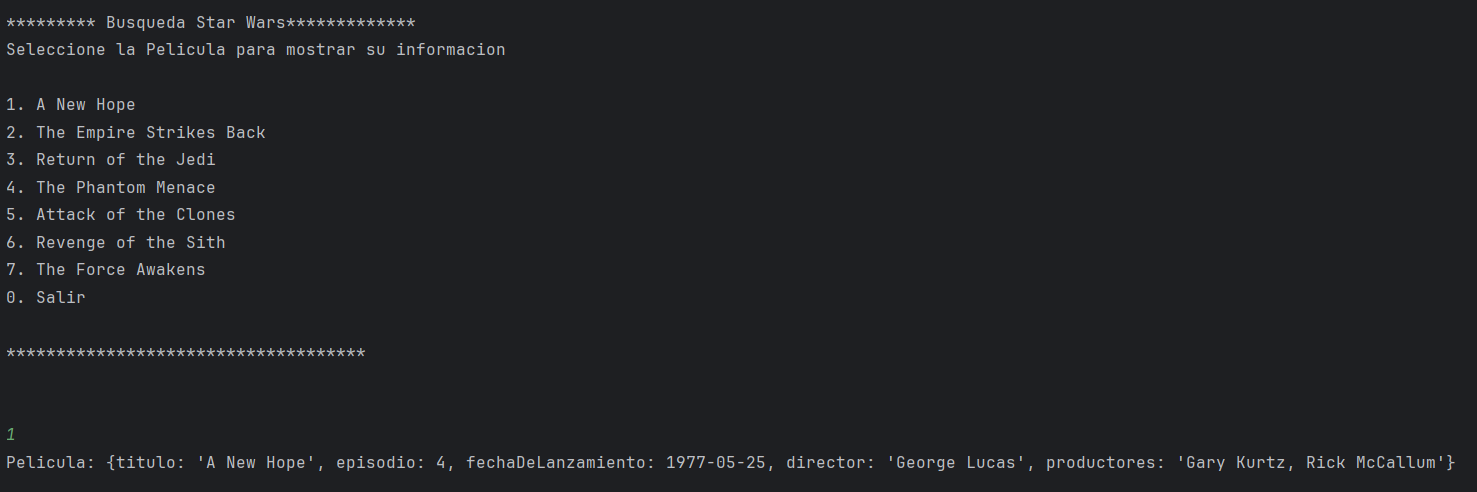 ********* Busqueda Star Wars*************
Seleccione la Pelicula para mostrar su informacion
1. A New Hope
2. The Empire Strikes Back
3. Return of the Jedi
4. The Phantom Menace
5. Attack of the Clones
6. Revenge of the Sith
7. The Force Awakens
0. Salir
************************************
1
Pelicula: {titulo: 'A New Hope', episodio: 4, fechaDeLanzamiento: 1977-05-25, director: 'George Lucas', productores: 'Gary Kurtz, Rick McCallum'}